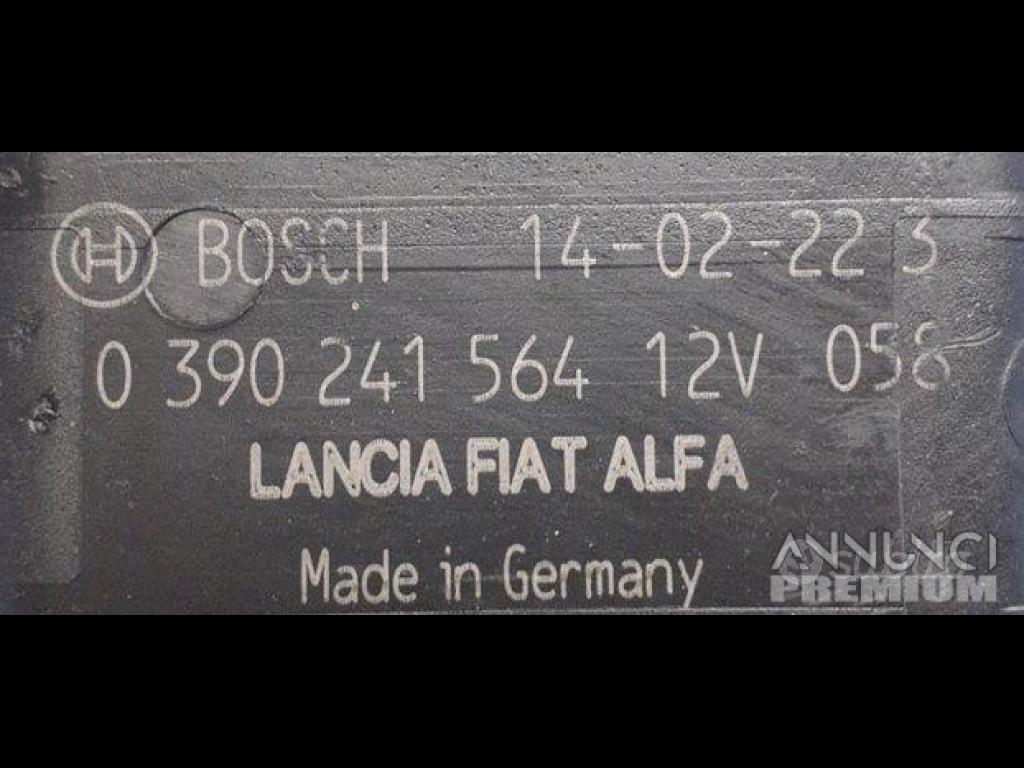 BOSCH 14-02-22 3
0 390 241 564 12V 058
LANCIA FIAT ALFA
Made in Germany
ANNUNCI
PREMIUM